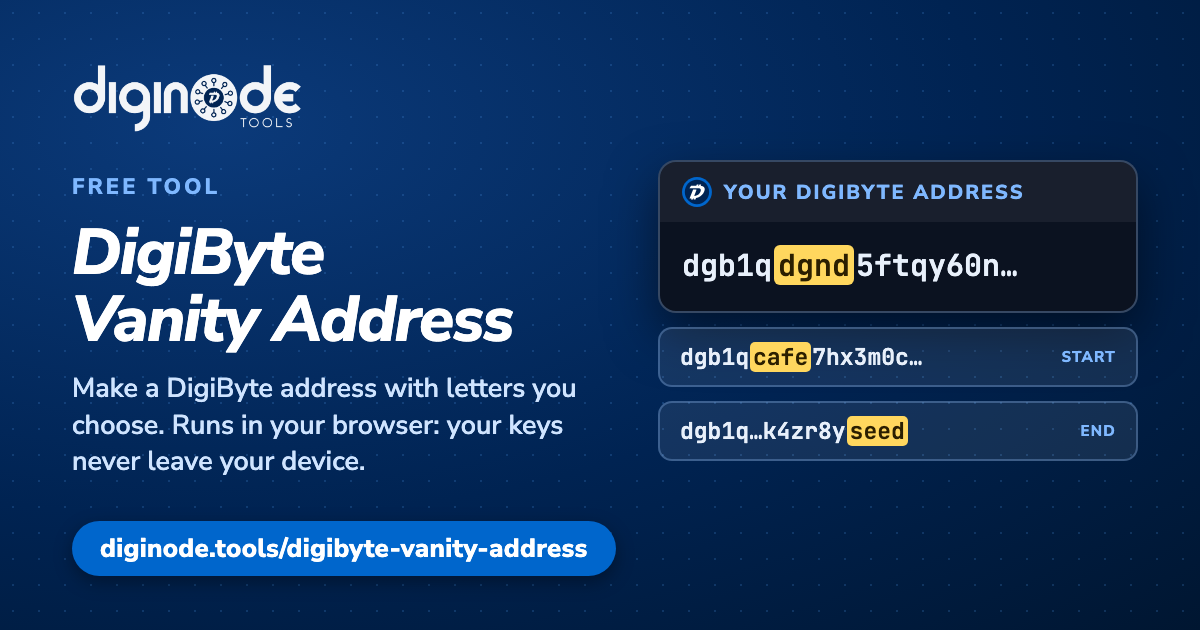 diginode
TOOLS
FREE TOOL
DigiByte
Vanity Address
Make a DigiByte address with letters you
choose. Runs in your browser: your keys
never leave your device.
diginode.tools/digibyte-vanity-address
YOUR DIGIBYTE ADDRESS
dgb1qdgnd5ftqy60n…
dgb1qcafe7hx3m0c… START
dgb1q…k4zr8yseed END